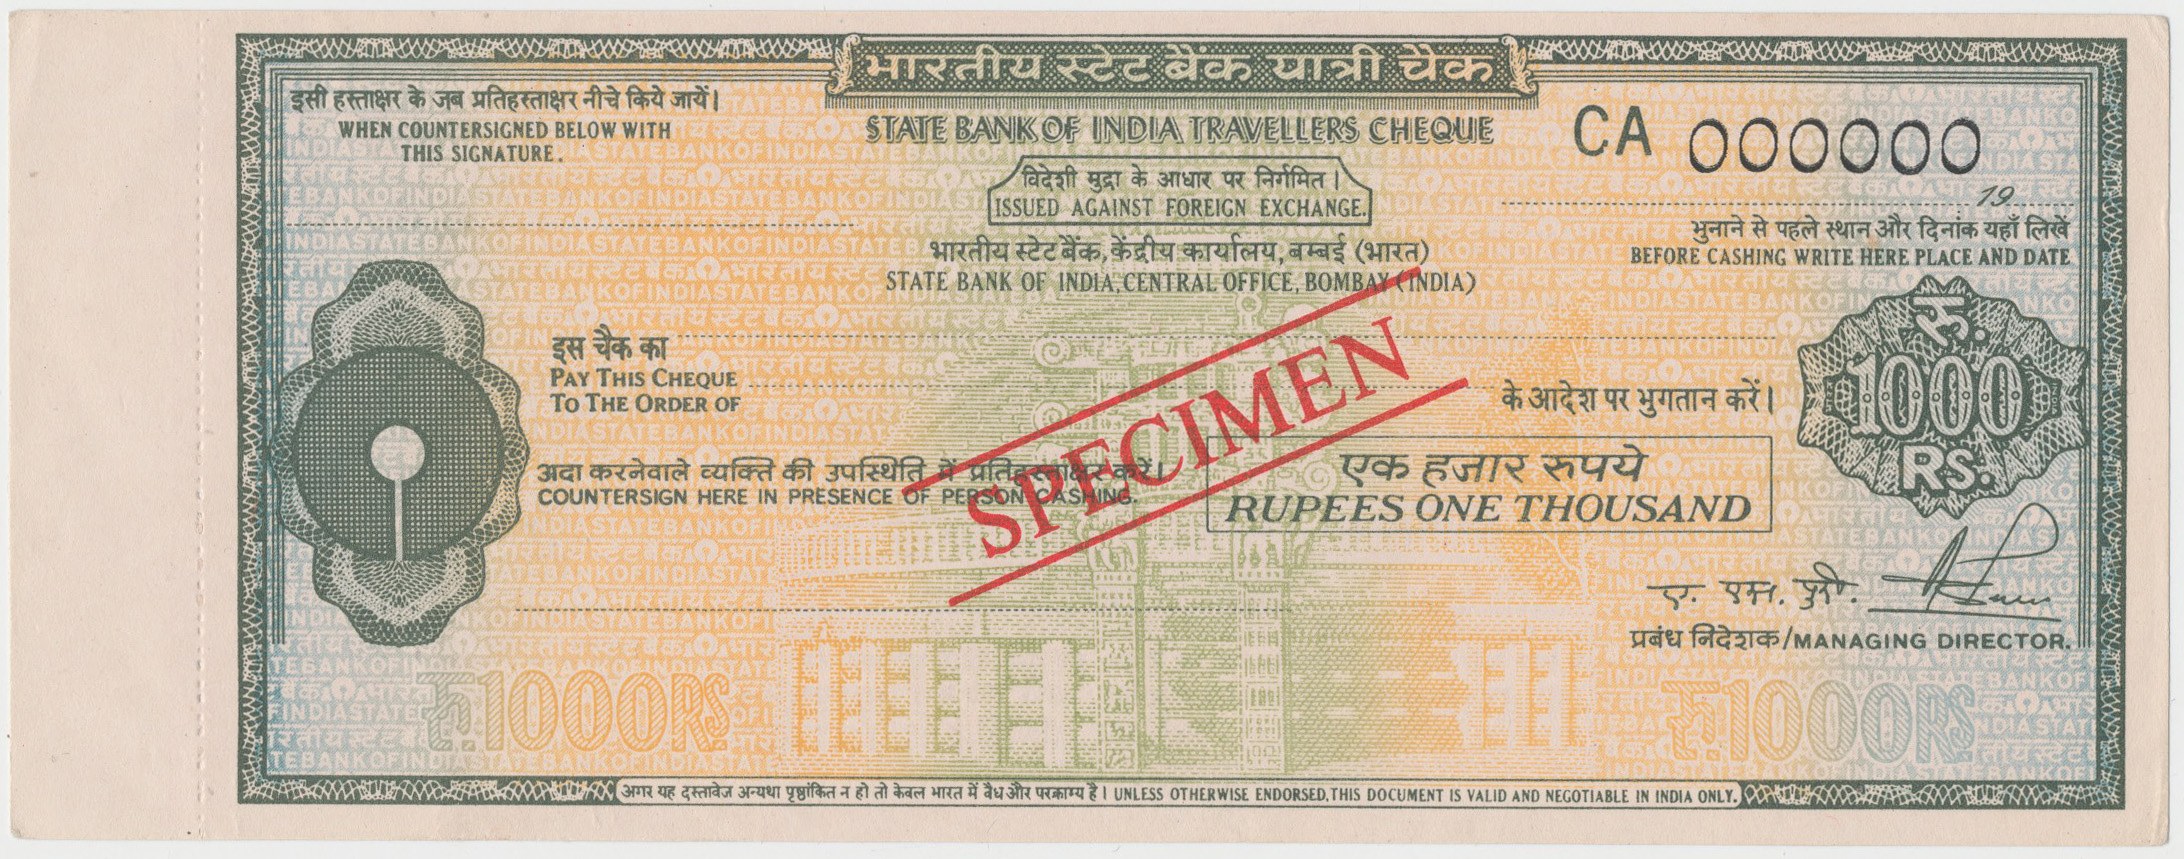 भारतीय स्टेट बैंक यात्री चैक
इसी हस्ताक्षर के जब प्रतिहस्ताक्षर नीचे किये जायें।
WHEN COUNTERSIGNED BELOW WITH
THIS SIGNATURE.
STATE BANK OF INDIA TRAVELLERS CHEQUE
CA 000000
विदेशी मुद्रा के आधार पर निर्गमित।
ISSUED AGAINST FOREIGN EXCHANGE.
19
भुनाने से पहले स्थान और दिनांक यहाँ लिखें
BEFORE CASHING WRITE HERE PLACE AND DATE
भारतीय स्टेट बैंक, केंद्रीय कार्यालय, बम्बई (भारत)
STATE BANK OF INDIA, CENTRAL OFFICE, BOMBAY (INDIA)
रु.
1000
RS.
इस चैक का
PAY THIS CHEQUE
TO THE ORDER OF
के आदेश पर भुगतान करें।
SPECIMEN
अदा करनेवाले व्यक्ति की उपस्थिति में प्रतिहस्ताक्षर करें।
COUNTERSIGN HERE IN PRESENCE OF PERSON CASHING.
एक हजार रुपये
RUPEES ONE THOUSAND
ए. एस. पुरी.
प्रबंध निदेशक/MANAGING DIRECTOR.
रु.1000RS.
रु.1000RS
अगर यह दस्तावेज अन्यथा पृष्ठांकित न हो तो केवल भारत में वैध और परक्राम्य है। UNLESS OTHERWISE ENDORSED, THIS DOCUMENT IS VALID AND NEGOTIABLE IN INDIA ONLY.